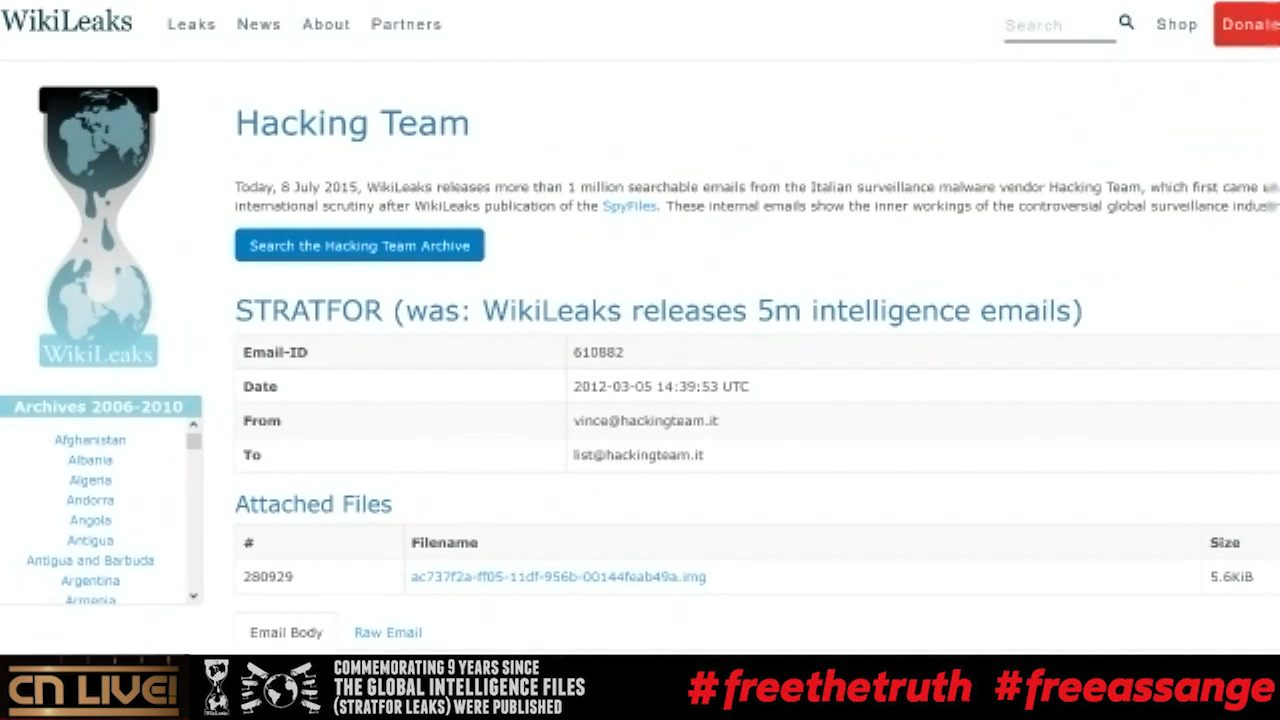 WikiLeaks
Leaks News About Partners
Search
Shop
Donate
WikiLeaks
Archives 2006-2010
Afghanistan
Albania
Algeria
Andorra
Angola
Antigua
Antigua and Barbuda
Argentina
Armenia
Hacking Team
Today, 8 July 2015, WikiLeaks releases more than 1 million searchable emails from the Italian surveillance malware vendor Hacking Team, which first came
international scrutiny after WikiLeaks publication of the SpyFiles. These internal emails show the inner workings of the controversial global surveillance
Search the Hacking Team Archive
STRATFOR (was: WikiLeaks releases 5m intelligence emails)
Email-ID 610882
Date 2012-03-05 14:39:53 UTC
From vince@hackingteam.it
To list@hackingteam.it
Attached Files
# Filename Size
280929 ac737f2a-ff05-11df-956b-00144feab49a.img 5.6KiB
Email Body Raw Email
CN LIVE!
WikiLeaks
COMMEMORATING 9 YEARS SINCE
THE GLOBAL INTELLIGENCE FILES
(STRATFOR LEAKS) WERE PUBLISHED
#freethetruth #freeassange